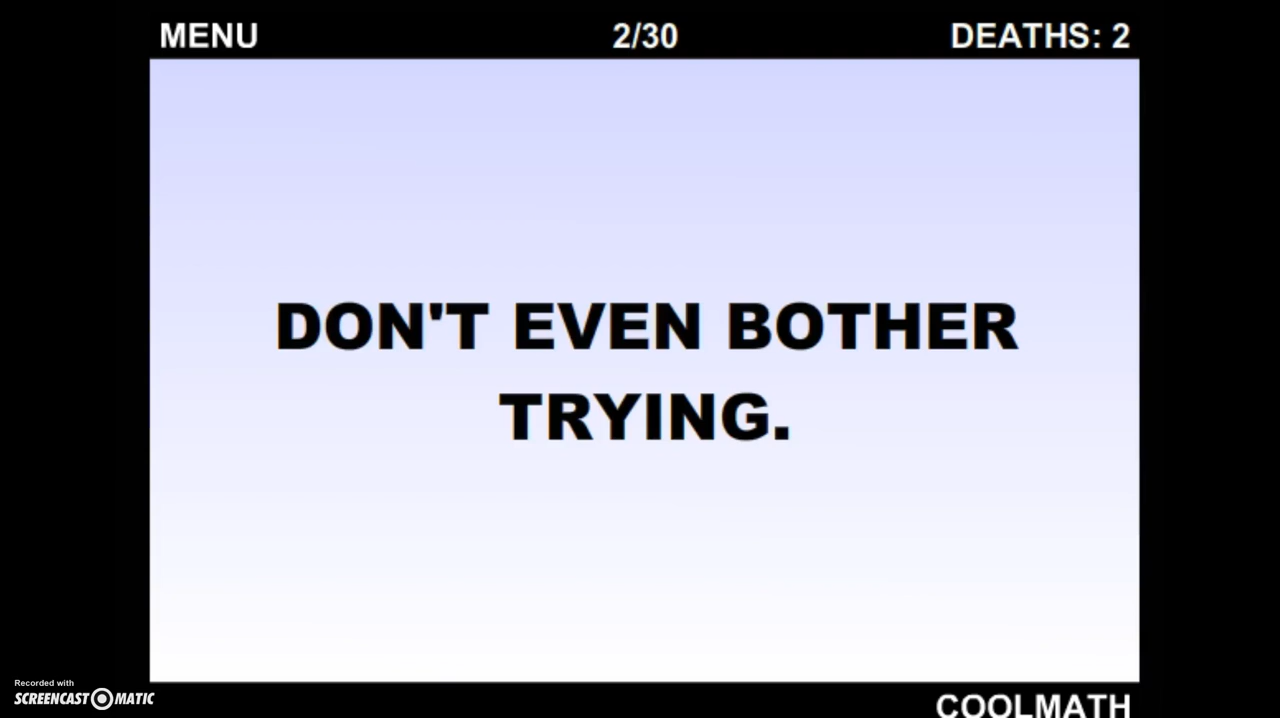 MENU 2/30 DEATHS: 2
DON'T EVEN BOTHER
TRYING.
Recorded with
SCREENCAST-O-MATIC
COOLMATH